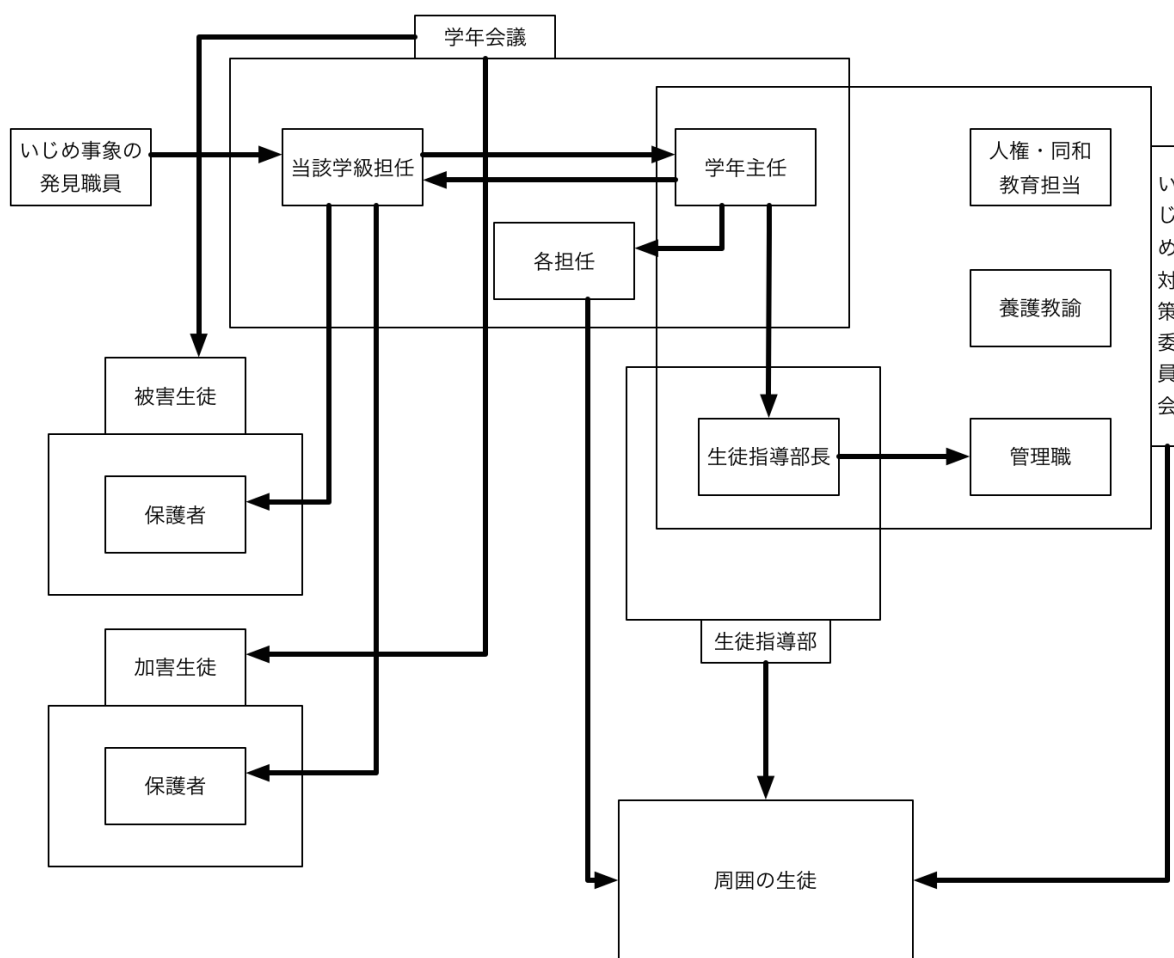 学年会議
いじめ事象の
発見職員
当該学級担任
学年主任
人権・同和
教育担当
いじめ対策委員会
各担任
養護教諭
被害生徒
保護者
生徒指導部長
管理職
加害生徒
生徒指導部
保護者
周囲の生徒